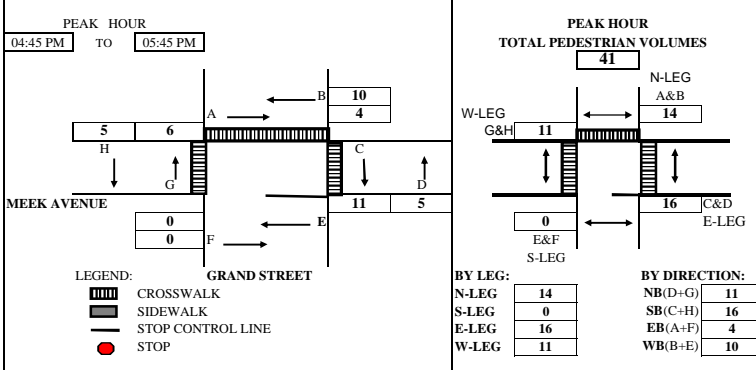 PEAK HOUR
04:45 PM TO 05:45 PM
B 10
A 4
5 6
H C
G D
MEEK AVENUE 11 5
0 E
0 F
LEGEND: GRAND STREET
CROSSWALK
SIDEWALK
STOP CONTROL LINE
STOP
PEAK HOUR
TOTAL PEDESTRIAN VOLUMES
41
N-LEG
A&B
W-LEG 14
G&H 11
16 C&D
0 E-LEG
E&F
S-LEG
BY LEG: BY DIRECTION:
N-LEG 14 NB(D+G) 11
S-LEG 0 SB(C+H) 16
E-LEG 16 EB(A+F) 4
W-LEG 11 WB(B+E) 10